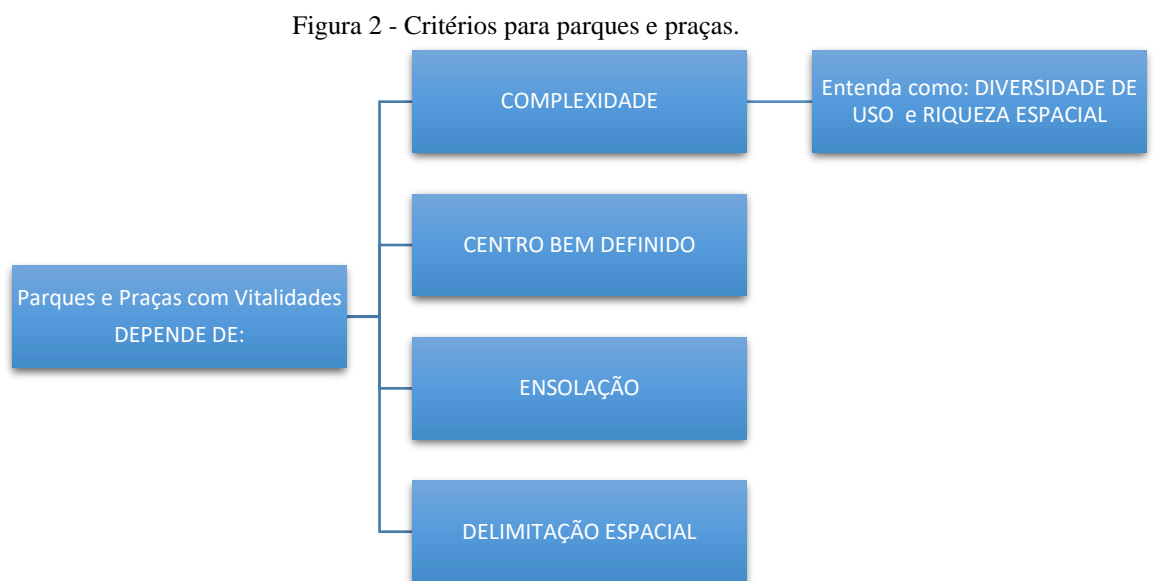 Figura 2 - Critérios para parques e praças.
COMPLEXIDADE
Entenda como: DIVERSIDADE DE
USO e RIQUEZA ESPACIAL
CENTRO BEM DEFINIDO
Parques e Praças com Vitalidades
DEPENDE DE:
ENSOLAÇÃO
DELIMITAÇÃO ESPACIAL